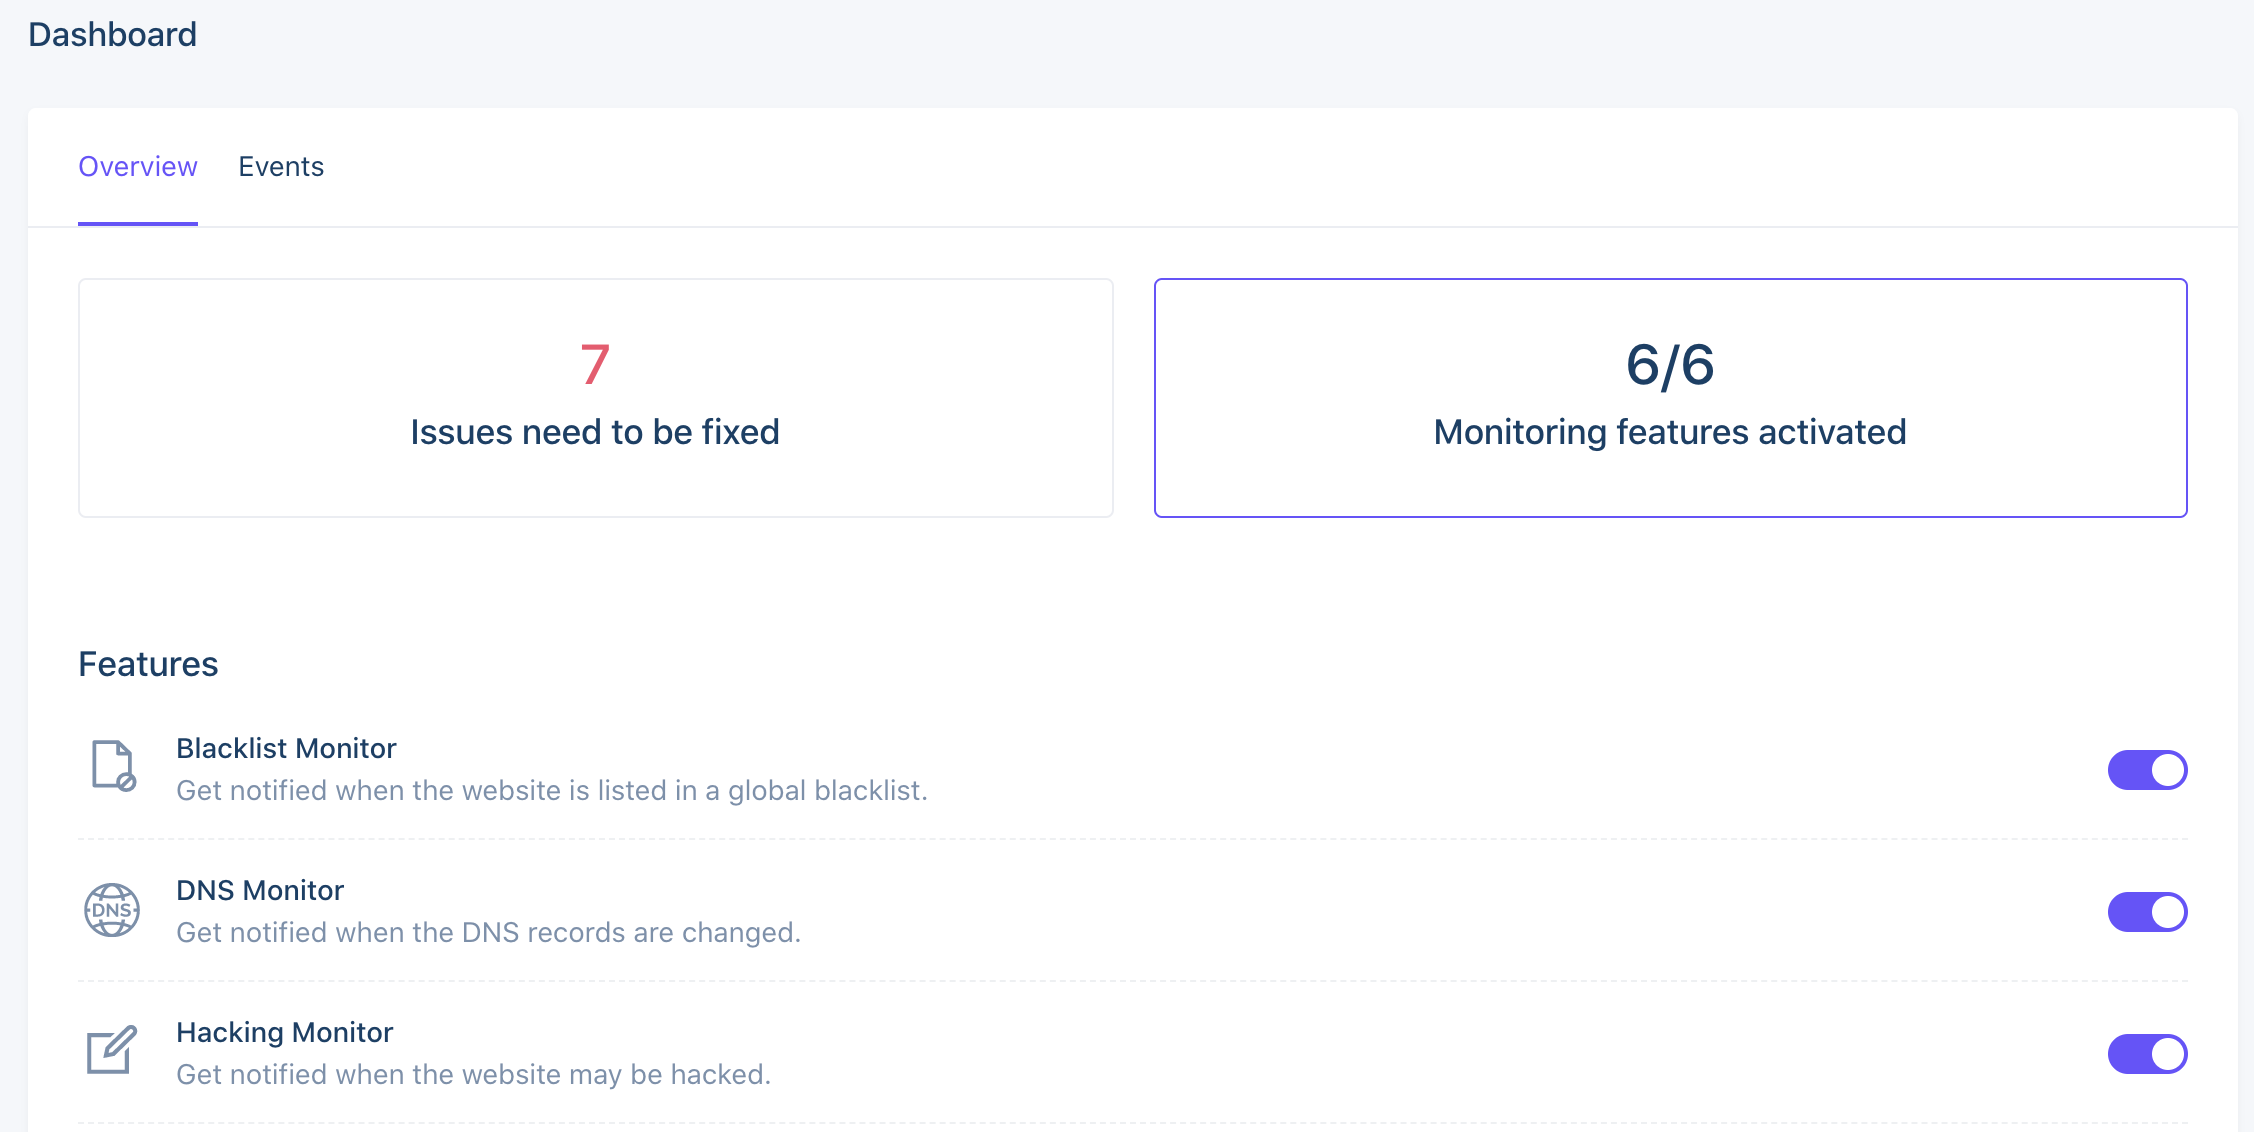 Dashboard
Overview
Events
7
Issues need to be fixed
6/6
Monitoring features activated
Features
Blacklist Monitor
Get notified when the website is listed in a global blacklist.
DNS
DNS Monitor
Get notified when the DNS records are changed.
Hacking Monitor
Get notified when the website may be hacked.